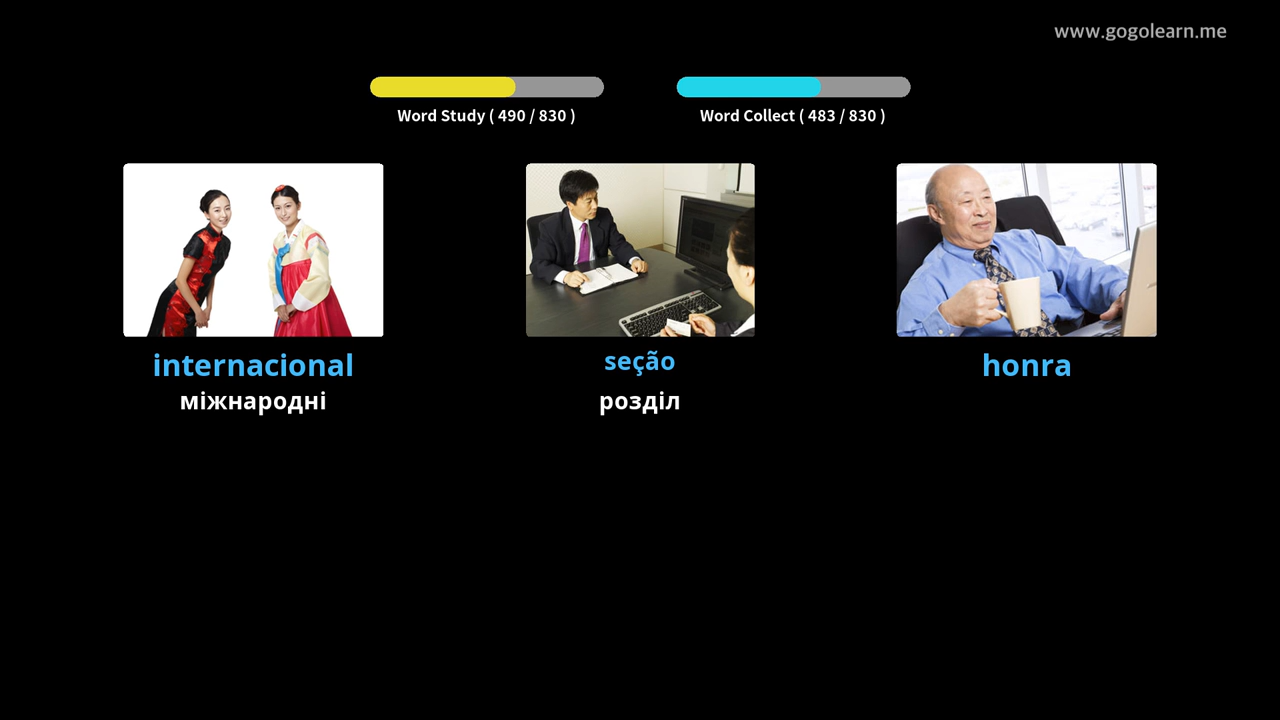 www.gogolearn.me
Word Study ( 490 / 830 )
Word Collect ( 483 / 830 )
internacional
міжнародні
seção
розділ
honra